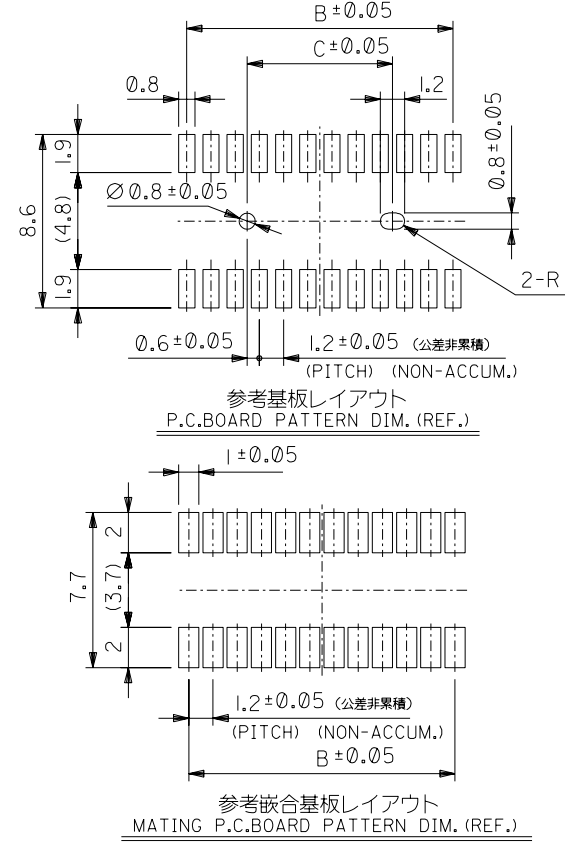 B ±0.05
C ±0.05
0.8
1.2
0.8 ±0.05
1.9
8.6
(4.8)
1.9
Ø0.8 ±0.05
2-R
0.6 ±0.05
1.2 ±0.05 (公差非累積)
(PITCH) (NON-ACCUM.)
参考基板レイアウト
P.C.BOARD PATTERN DIM. (REF.)
1 ±0.05
2
7.7
(3.7)
2
1.2 ±0.05 (公差非累積)
(PITCH) (NON-ACCUM.)
B ±0.05
参考嵌合基板レイアウト
MATING P.C.BOARD PATTERN DIM. (REF.)